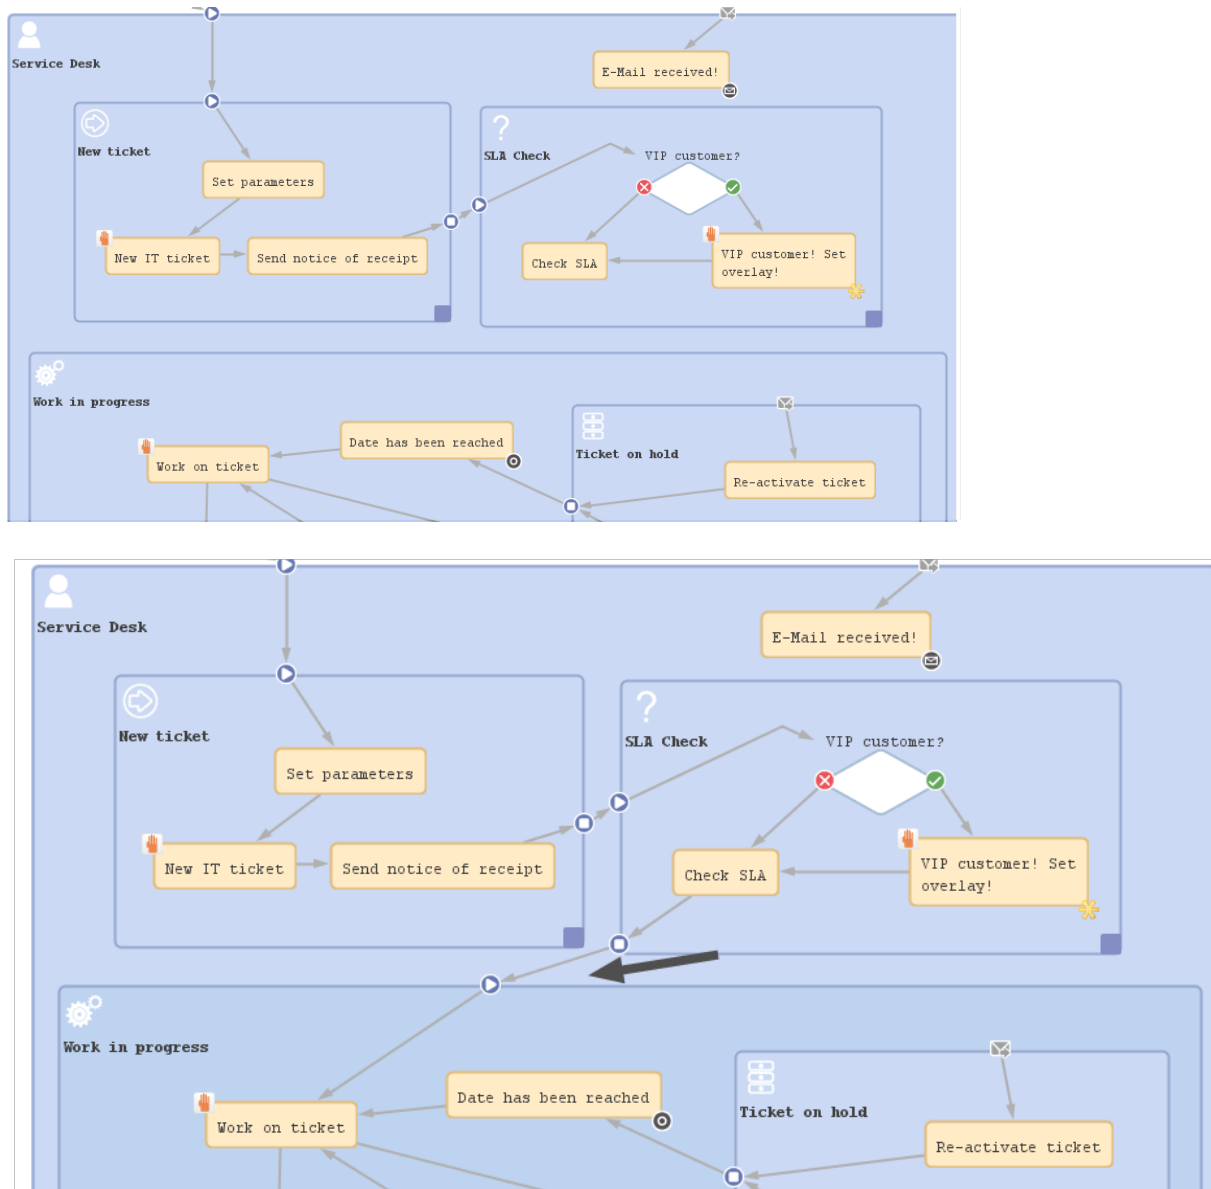 Service Desk
E-Mail received!
New ticket
SLA Check
VIP customer?
Set parameters
New IT ticket
Send notice of receipt
Check SLA
VIP customer! Set
overlay!
Work in progress
Date has been reached
Work on ticket
Ticket on hold
Re-activate ticket
Service Desk
E-Mail received!
New ticket
SLA Check
VIP customer?
Set parameters
New IT ticket
Send notice of receipt
Check SLA
VIP customer! Set
overlay!
Work in progress
Date has been reached
Work on ticket
Ticket on hold
Re-activate ticket